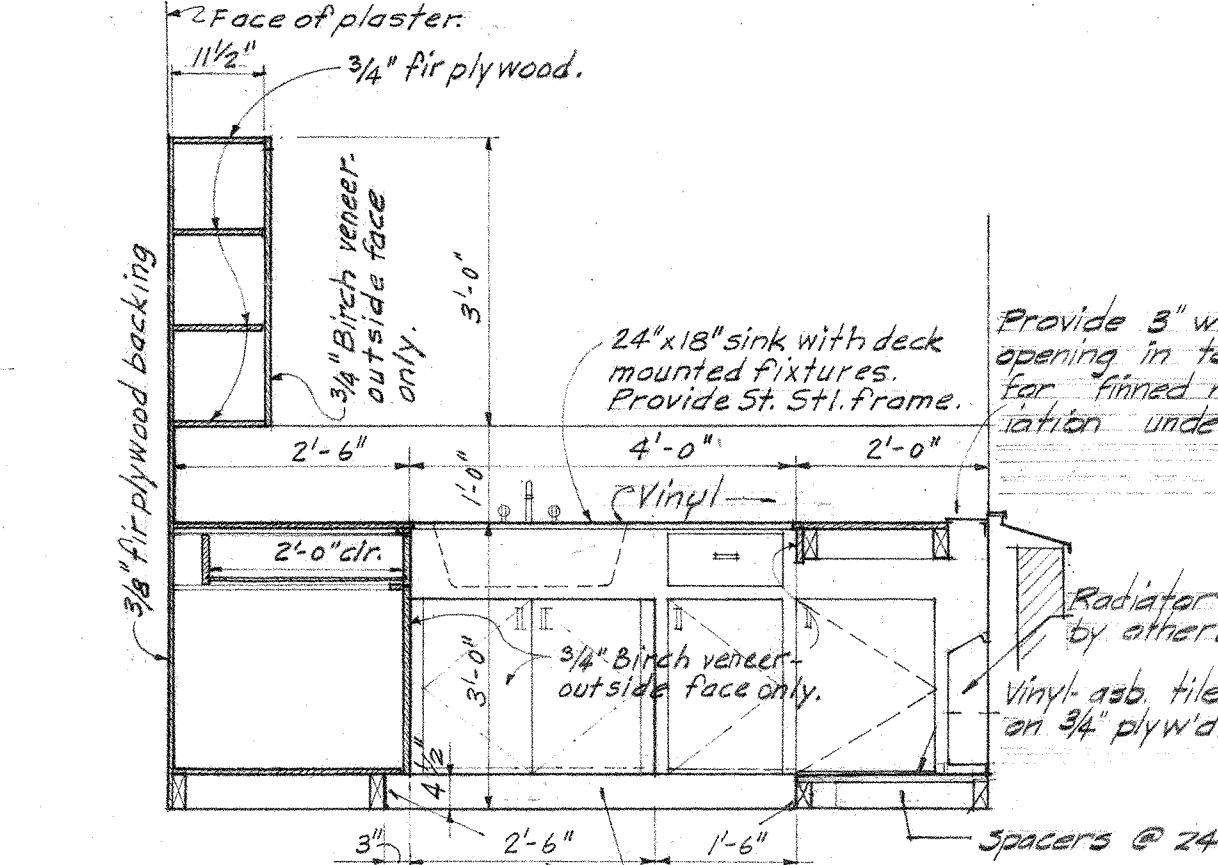 Face of plaster.
11 1/2"
3/4" fir plywood.
3/4" Birch veneer-
outside face
only.
3/8" fir plywood backing
3'-0"
24"x18" sink with deck
mounted fixtures.
Provide St. Stl. frame.
Provide 3" w
opening in
for finned
iation unde
2'-6"
4'-0"
2'-0"
1'-0"
Vinyl
2'-0" clr.
3/4" Birch veneer-
outside face only.
3'-0"
4 1/2"
Radiator
by other
Vinyl-asb. tile
on 3/4" plyw'd
3"
2'-6"
1'-6"
Spacers @ 24